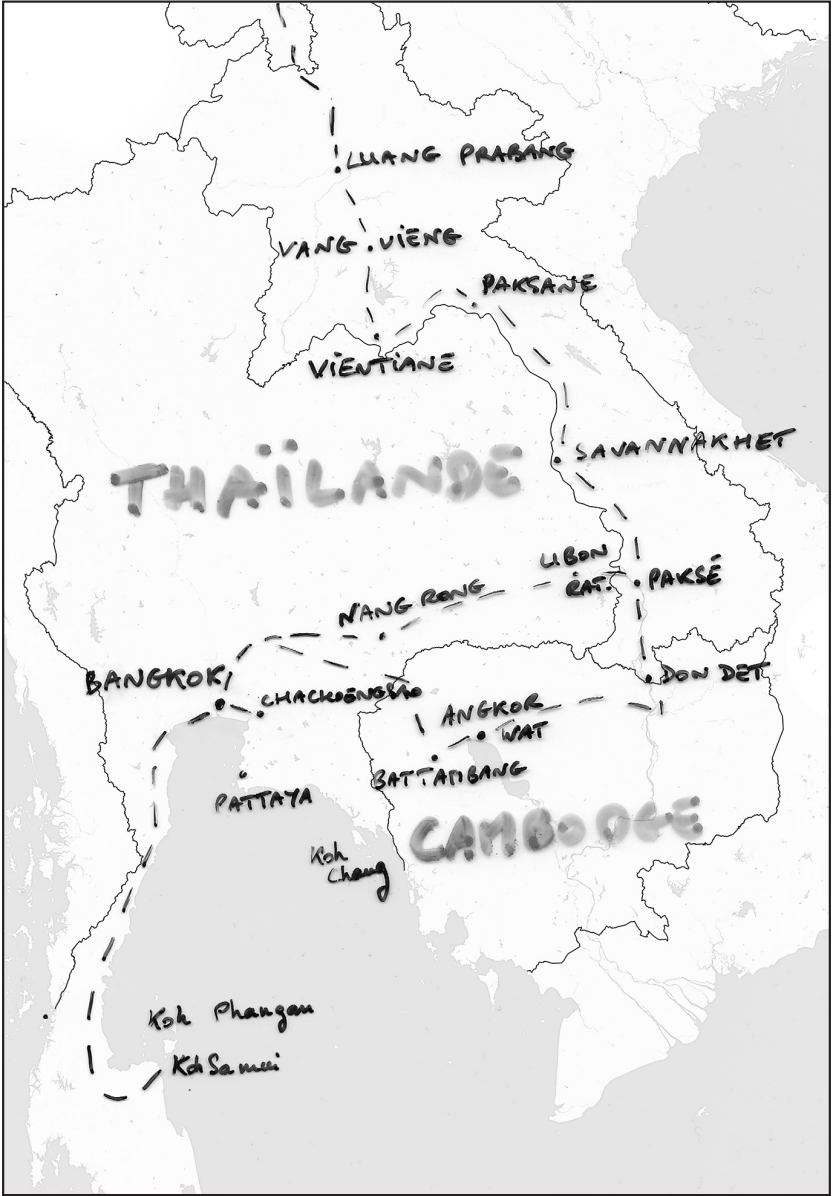 LUANG PRABANG
VANG VIENG
PAKSANE
VIENTIANE
SAVANNAKHET
THAÏLANDE
UBON
RAT.
PAKSÉ
NANG RONG
BANGKOK
DON DET
CHACHOENGSAO
ANGKOR
WAT
BATTAMBANG
PATTAYA
CAMBODGE
Koh
Chang
Koh Phangan
Koh Samui